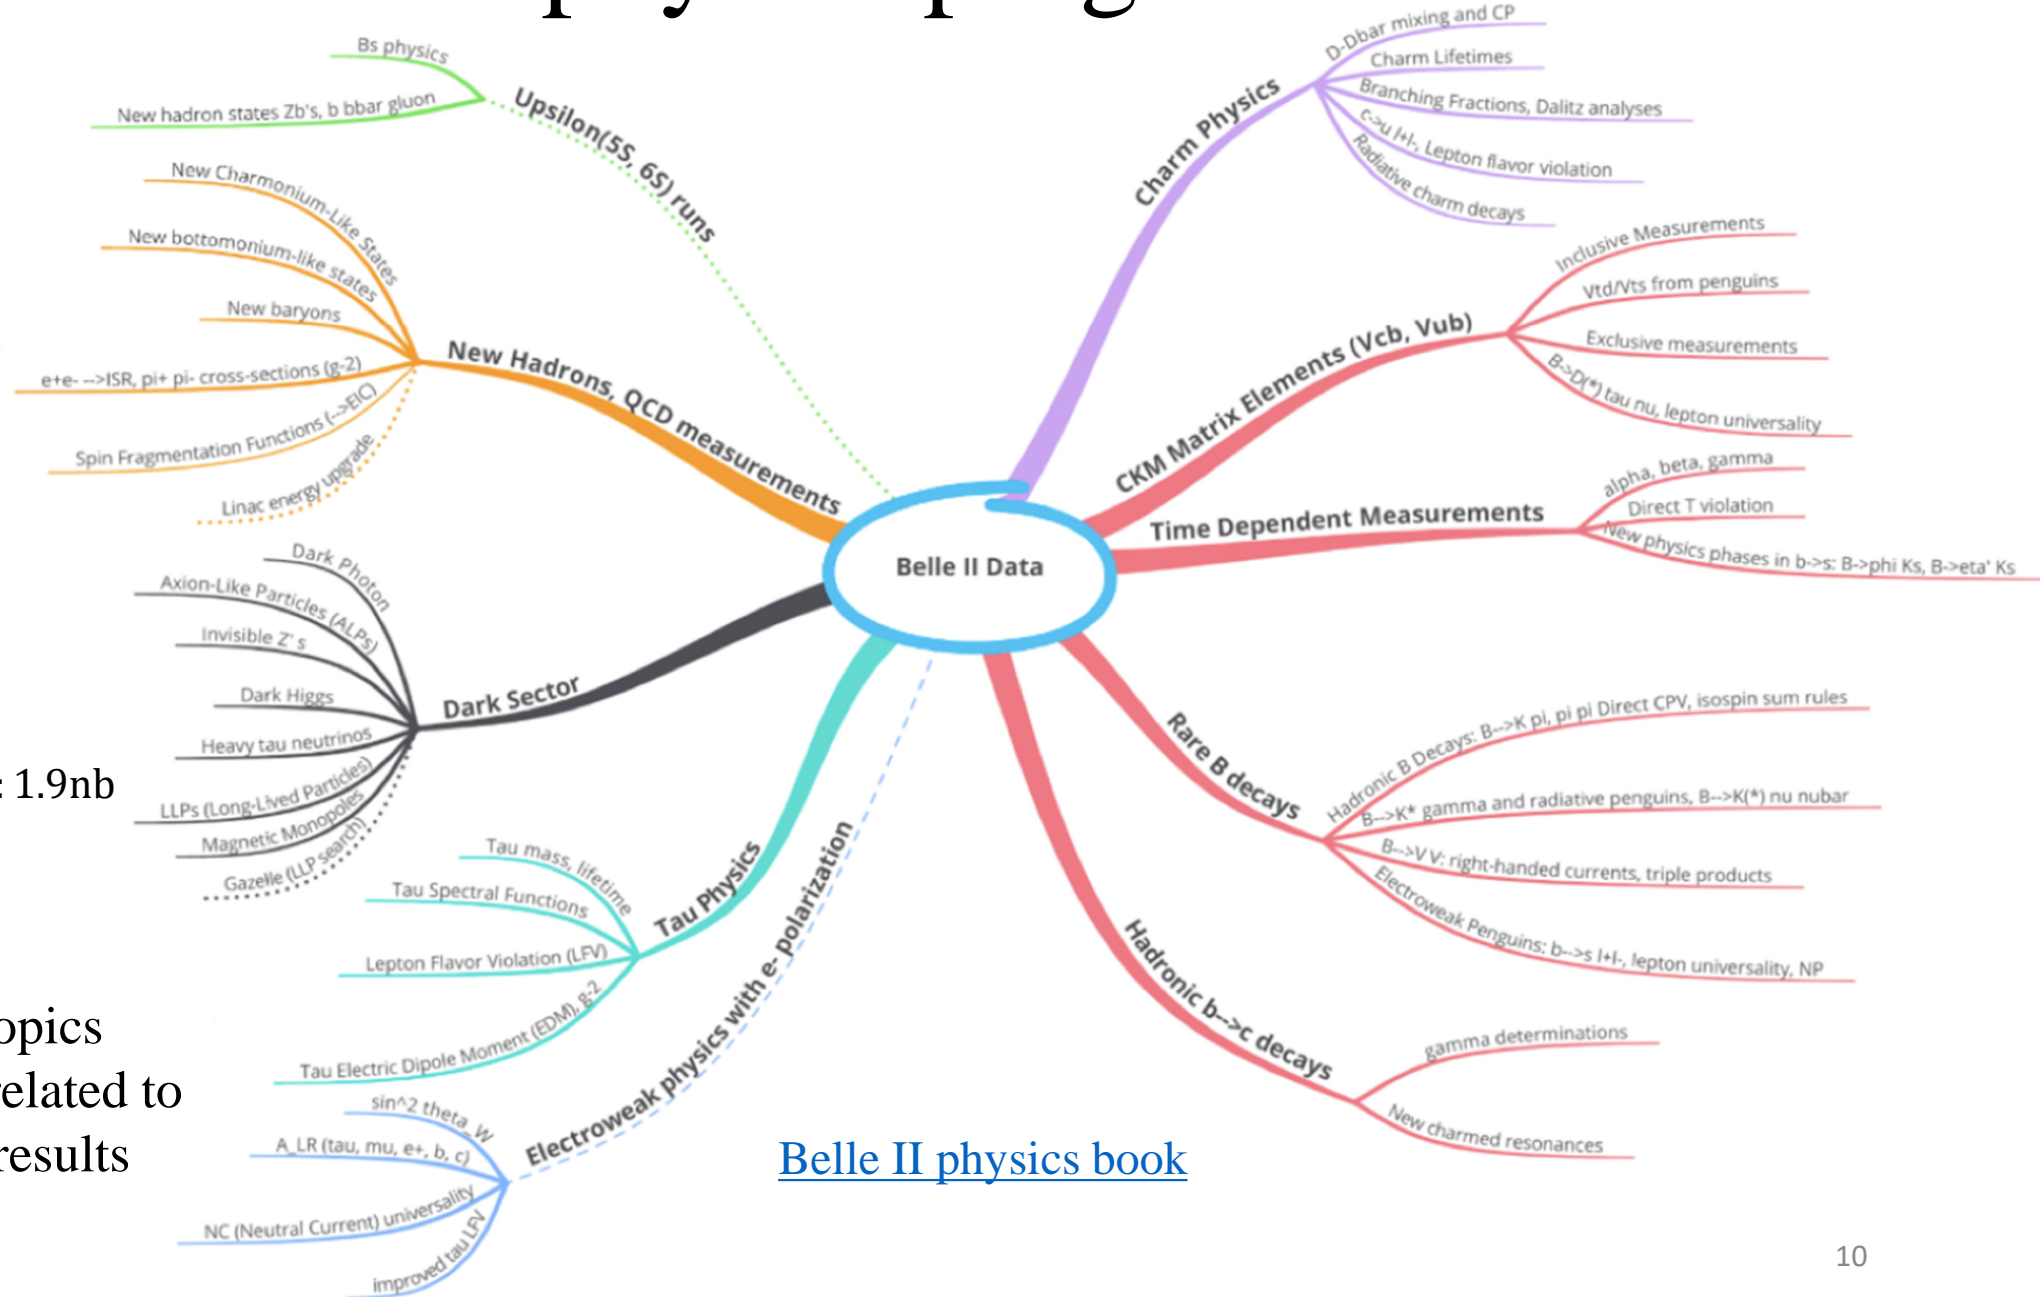 Bs physics
New hadron states Zb's, b bbar gluon
Upsilon(5S, 6S) runs
New Charmonium-Like States
New bottomonium-like states
New baryons
e+e- -->ISR, pi+ pi- cross-sections (g-2)
Spin Fragmentation Functions (-->EIC)
Linac energy upgrade
New Hadrons, QCD measurements
Dark Photon
Axion-Like Particles (ALPs)
Invisible Z' s
Dark Higgs
Heavy tau neutrinos
LLPs (Long-Lived Particles)
Magnetic Monopoles
Gazelle (LLP search)
Dark Sector
: 1.9nb
Tau mass, lifetime
Tau Spectral Functions
Lepton Flavor Violation (LFV)
Tau Electric Dipole Moment (EDM), g-2
Tau Physics
opics
related to
results
sin^2 theta_W
A_LR (tau, mu, e+, b, c)
NC (Neutral Current) universality
improved tau LFV
Electroweak physics with e- polarization
Belle II Data
Charm Physics
D-Dbar mixing and CP
Charm Lifetimes
Branching Fractions, Dalitz analyses
c->u l+l-, Lepton flavor violation
Radiative charm decays
CKM Matrix Elements (Vcb, Vub)
Inclusive Measurements
Vtd/Vts from penguins
Exclusive measurements
B->D(*) tau nu, lepton universality
Time Dependent Measurements
alpha, beta, gamma
Direct T violation
New physics phases in b->s: B->phi Ks, B->eta' Ks
Rare B decays
Hadronic B Decays: B-->K pi, pi pi Direct CPV, isospin sum rules
B-->K* gamma and radiative penguins, B-->K(*) nu nubar
B-->V V: right-handed currents, triple products
Electroweak Penguins: b-->s l+l-, lepton universality, NP
Hadronic b-->c decays
gamma determinations
New charmed resonances
Belle II physics book
10